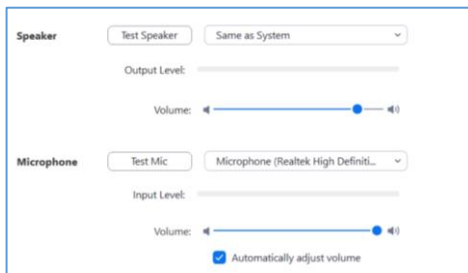 Speaker Test Speaker Same as System
Output Level:
Volume:
Microphone Test Mic Microphone (Realtek High Definiti...
Input Level:
Volume:
Automatically adjust volume